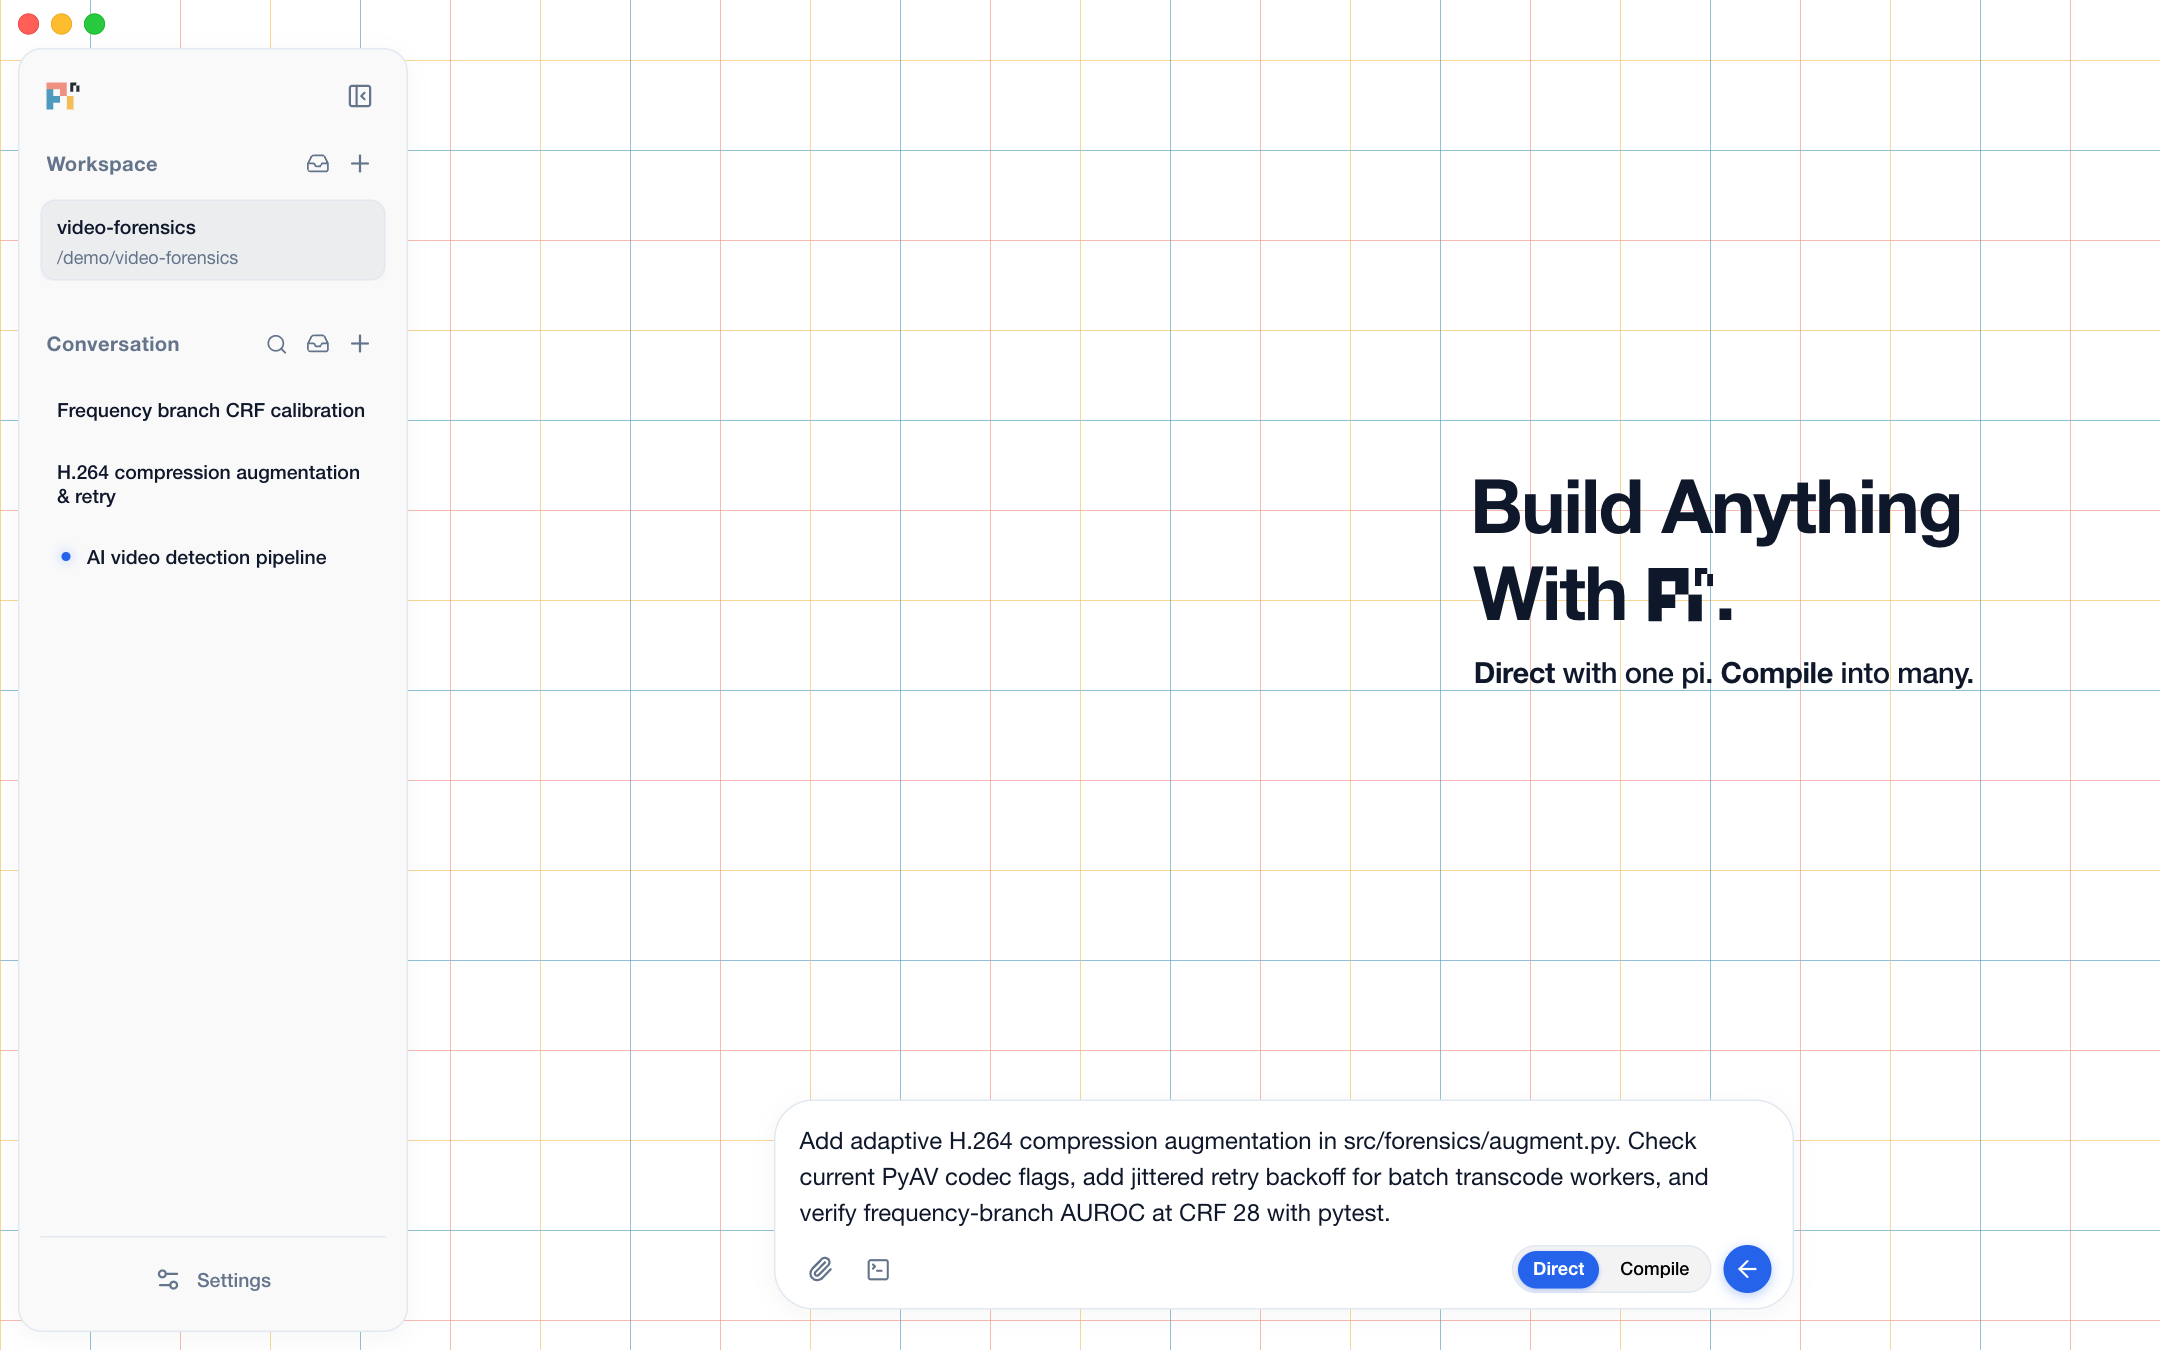 Workspace
video-forensics
/demo/video-forensics
Conversation
Frequency branch CRF calibration
H.264 compression augmentation
& retry
AI video detection pipeline
Settings
Build Anything
With Pi.
Direct with one pi. Compile into many.
Add adaptive H.264 compression augmentation in src/forensics/augment.py. Check
current PyAV codec flags, add jittered retry backoff for batch transcode workers, and
verify frequency-branch AUROC at CRF 28 with pytest.
Direct
Compile